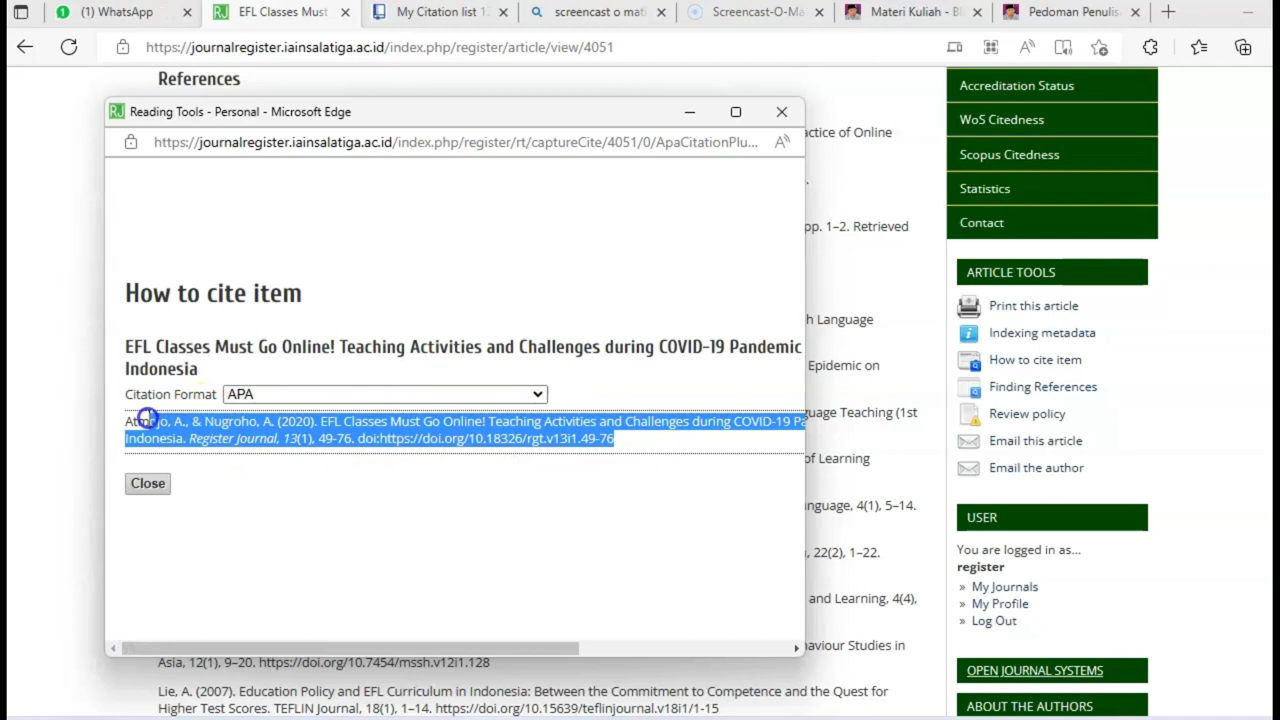 (1) WhatsApp
EFL Classes Must
My Citation list 1
screencast o mati
Screencast-O-Ma
Materi Kuliah - Bl
Pedoman Penulis
https://journalregister.iainsalatiga.ac.id/index.php/register/article/view/4051
References
Reading Tools - Personal - Microsoft Edge
https://journalregister.iainsalatiga.ac.id/index.php/register/rt/captureCite/4051/0/ApaCitationPlu...
How to cite item
EFL Classes Must Go Online! Teaching Activities and Challenges during COVID-19 Pandemic
Indonesia
Citation Format APA
Atmojo, A., & Nugroho, A. (2020). EFL Classes Must Go Online! Teaching Activities and Challenges during COVID-19 Pa
Indonesia. Register Journal, 13(1), 49-76. doi:https://doi.org/10.18326/rgt.v13i1.49-76
Close
actice of Online
pp. 1–2. Retrieved
h Language
Epidemic on
guage Teaching (1st
of Learning
nguage, 4(1), 5–14.
, 22(2), 1–22.
and Learning, 4(4),
haviour Studies in
Asia, 12(1), 9–20. https://doi.org/10.7454/mssh.v12i1.128
Lie, A. (2007). Education Policy and EFL Curriculum in Indonesia: Between the Commitment to Competence and the Quest for
Higher Test Scores. TEFLIN Journal, 18(1), 1–14. https://doi.org/10.15639/teflinjournal.v18i1/1-15
Accreditation Status
WoS Citedness
Scopus Citedness
Statistics
Contact
ARTICLE TOOLS
Print this article
Indexing metadata
How to cite item
Finding References
Review policy
Email this article
Email the author
USER
You are logged in as...
register
» My Journals
» My Profile
» Log Out
OPEN JOURNAL SYSTEMS
ABOUT THE AUTHORS